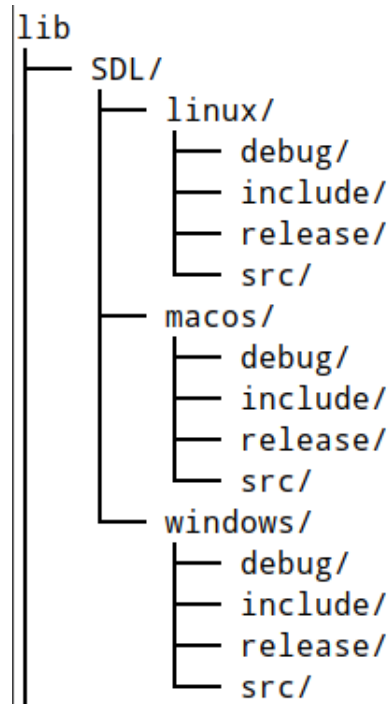 lib
SDL/
linux/
debug/
include/
release/
src/
macos/
debug/
include/
release/
src/
windows/
debug/
include/
release/
src/